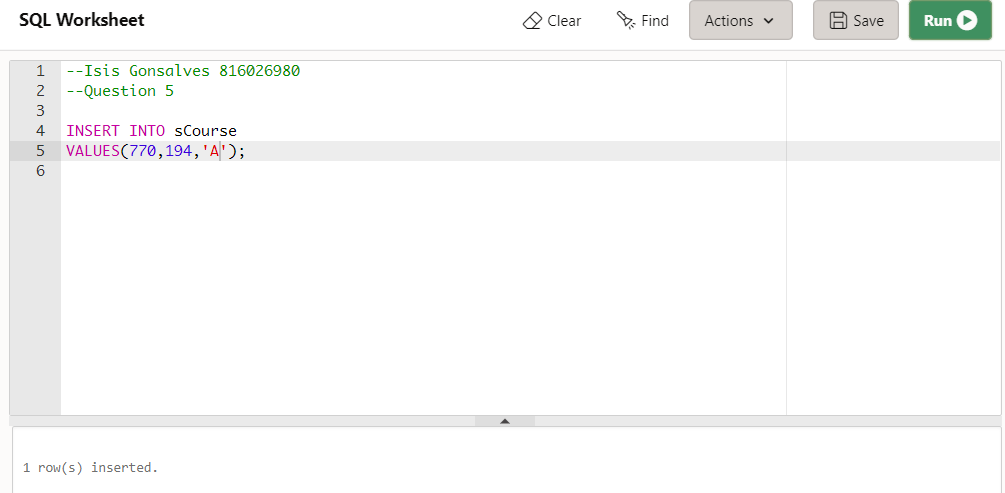 SQL Worksheet
Clear
Find
Actions
Save
Run
1 --Isis Gonsalves 816026980
2 --Question 5
3
4 INSERT INTO sCourse
5 VALUES(770,194,'A');
6
1 row(s) inserted.